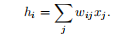 h_i = \sum_j w_{ij} x_j.